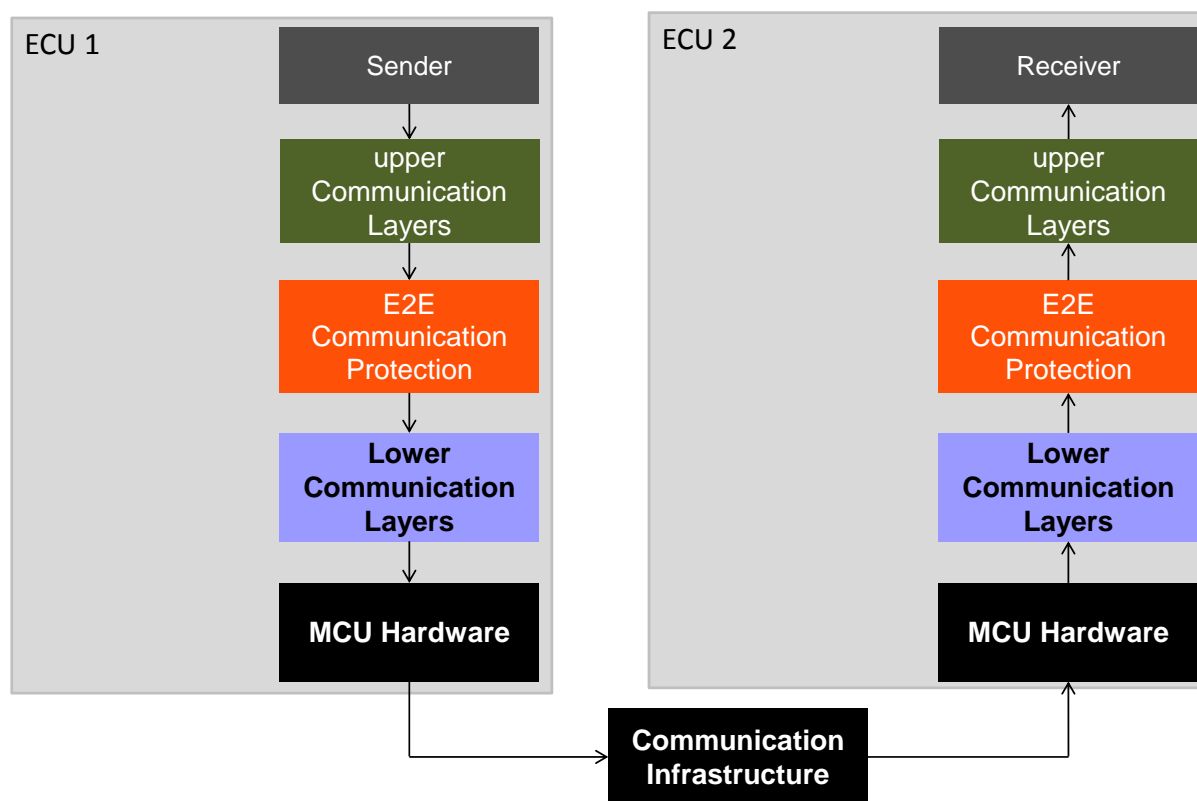 ECU 1
Sender
upper
Communication
Layers
E2E
Communication
Protection
Lower
Communication
Layers
MCU Hardware
Communication
Infrastructure
ECU 2
Receiver
upper
Communication
Layers
E2E
Communication
Protection
Lower
Communication
Layers
MCU Hardware